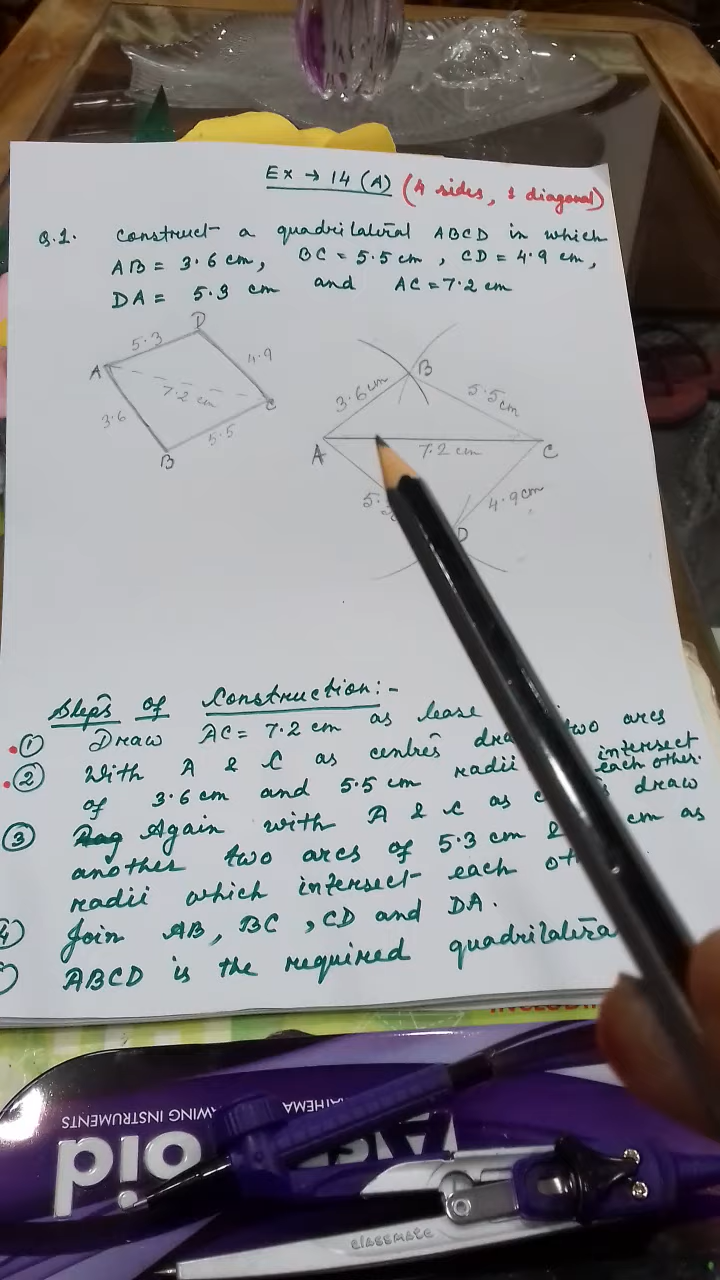 Ex → 14 (A) (4 sides, 1 diagonal)
Q.1. construct a quadrilateral ABCD in which
AB = 3.6 cm, BC = 5.5 cm, CD = 4.9 cm,
DA = 5.3 cm and AC = 7.2 cm
D
5.3
4.9
A
7.2 cm
C
3.6
5.5
B
B
3.6 cm
5.5 cm
A
7.2 cm
C
5.3
4.9 cm
D
Steps of Construction:-
① Draw AC = 7.2 cm as lease
② With A & C as centres two arcs
of 3.6 cm and 5.5 cm radii intersect
each other.
③ Again with A & C as draw
another two arcs of 5.3 cm & cm as
radii which intersect each
4) Join AB, BC, CD and DA.
ABCD is the required
MATHEMA
WING INSTRUMENTS
oid
CLASSMATE